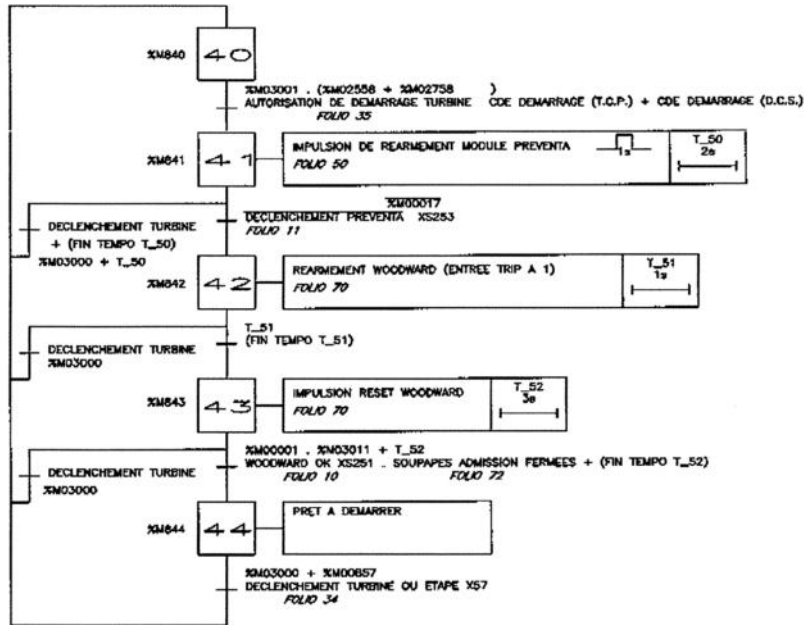 %M840
40
%M03001 . (%M02558 + %M02758 )
AUTORISATION DE DEMARRAGE TURBINE CDE DEMARRAGE (T.C.P.) + CDE DEMARRAGE (D.C.S.)
FOLIO 35
%M841
41
IMPULSION DE REARMEMENT MODULE PREVENTA
FOLIO 50
1s
T_50
2s
%M00017
DECLENCHEMENT PREVENTA XS253
FOLIO 11
DECLENCHEMENT TURBINE
+ (FIN TEMPO T_50)
%M03000 + T_50
%M842
42
REARMEMENT WOODWARD (ENTREE TRIP A 1)
FOLIO 70
T_51
1s
T_51
(FIN TEMPO T_51)
DECLENCHEMENT TURBINE
%M03000
%M843
43
IMPULSION RESET WOODWARD
FOLIO 70
T_52
3s
%M00001 . %M03011 + T_52
WOODWARD OK XS251 . SOUPAPES ADMISSION FERMEES + (FIN TEMPO T_52)
FOLIO 10 FOLIO 72
DECLENCHEMENT TURBINE
%M03000
%M844
44
PRET A DEMARRER
%M03000 + %M00857
DECLENCHEMENT TURBINE OU ETAPE X57
FOLIO 34